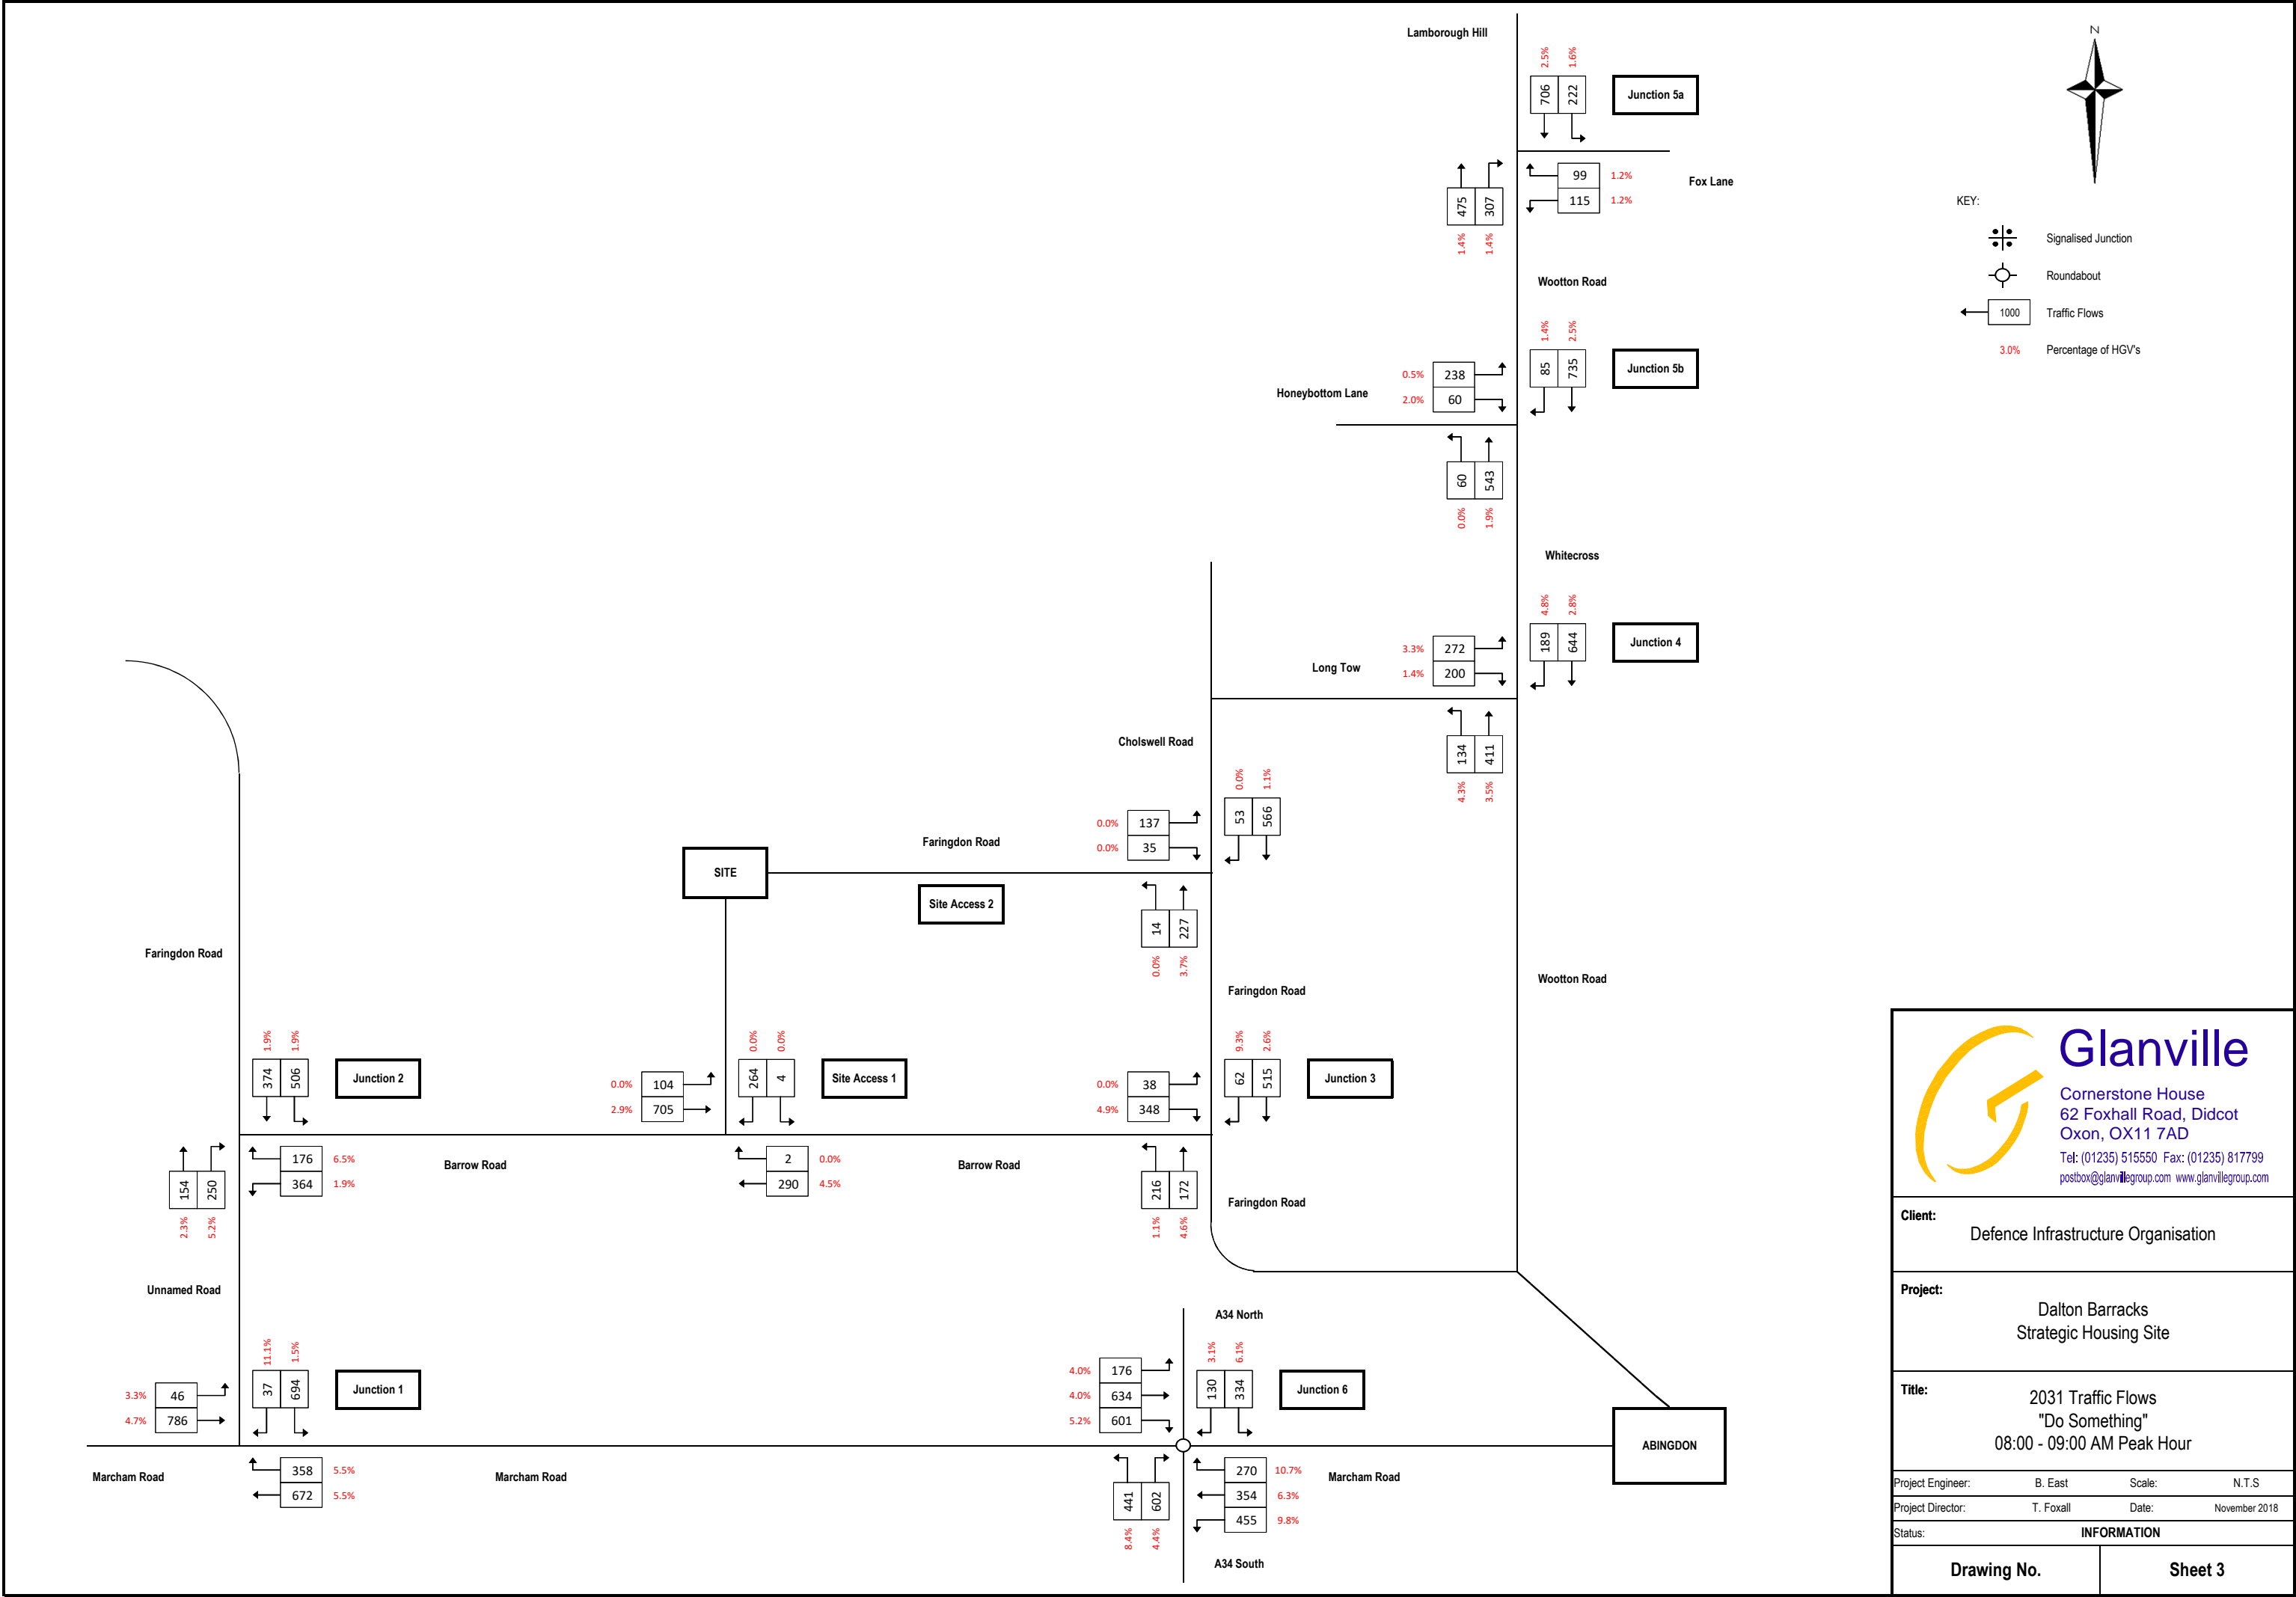 Lamborough Hill
2.5% 1.6%
706 222
Junction 5a
N
99 1.2%
115 1.2%
Fox Lane
475 307
1.4% 1.4%
KEY:
Signalised Junction
Roundabout
1000 Traffic Flows
3.0% Percentage of HGV's
Wootton Road
1.4% 2.5%
85 735
Junction 5b
Honeybottom Lane
0.5% 238
2.0% 60
60 543
0.0% 1.9%
Whitecross
4.8% 2.8%
189 644
Junction 4
Long Tow
3.3% 272
1.4% 200
134 411
4.3% 3.5%
Cholswell Road
0.0% 1.1%
53 566
0.0% 137
0.0% 35
Faringdon Road
SITE
Site Access 2
14 227
0.0% 3.7%
Faringdon Road
Faringdon Road
Wootton Road
1.9% 1.9%
374 506
Junction 2
0.0% 104
2.9% 705
0.0% 0.0%
264 4
Site Access 1
0.0% 38
4.9% 348
9.3% 2.6%
62 515
Junction 3
154 250
2.3% 5.2%
176 6.5%
364 1.9%
Barrow Road
2 0.0%
290 4.5%
Barrow Road
216 172
1.1% 4.6%
Faringdon Road
Unnamed Road
A34 North
11.1% 1.5%
37 694
Junction 1
3.3% 46
4.7% 786
4.0% 176
4.0% 634
5.2% 601
3.1% 6.1%
130 334
Junction 6
ABINGDON
Marcham Road
358 5.5%
672 5.5%
Marcham Road
441 602
8.4% 4.4%
270 10.7%
354 6.3%
455 9.8%
Marcham Road
A34 South
Glanville
Cornerstone House
62 Foxhall Road, Didcot
Oxon, OX11 7AD
Tel: (01235) 515550 Fax: (01235) 817799
postbox@glanvillegroup.com www.glanvillegroup.com
Client:
Defence Infrastructure Organisation
Project:
Dalton Barracks
Strategic Housing Site
Title:
2031 Traffic Flows
"Do Something"
08:00 - 09:00 AM Peak Hour
Project Engineer: B. East Scale: N.T.S
Project Director: T. Foxall Date: November 2018
Status: INFORMATION
Drawing No. Sheet 3